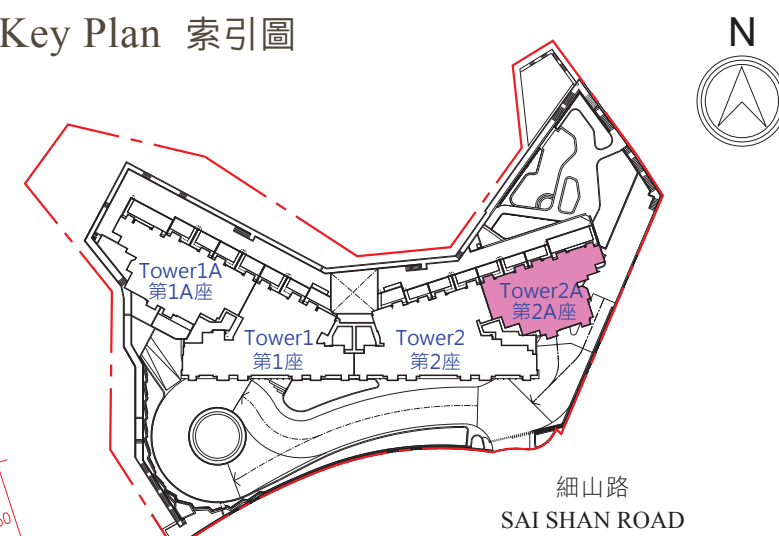 Key Plan 索引圖
N
Tower1A
第1A座
Tower2A
第2A座
Tower1
第1座
Tower2
第2座
細山路
SAI SHAN ROAD